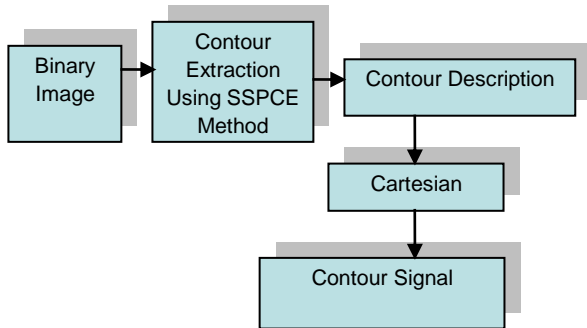 Binary
Image
Contour
Extraction
Using SSPCE
Method
Contour Description
Cartesian
Contour Signal